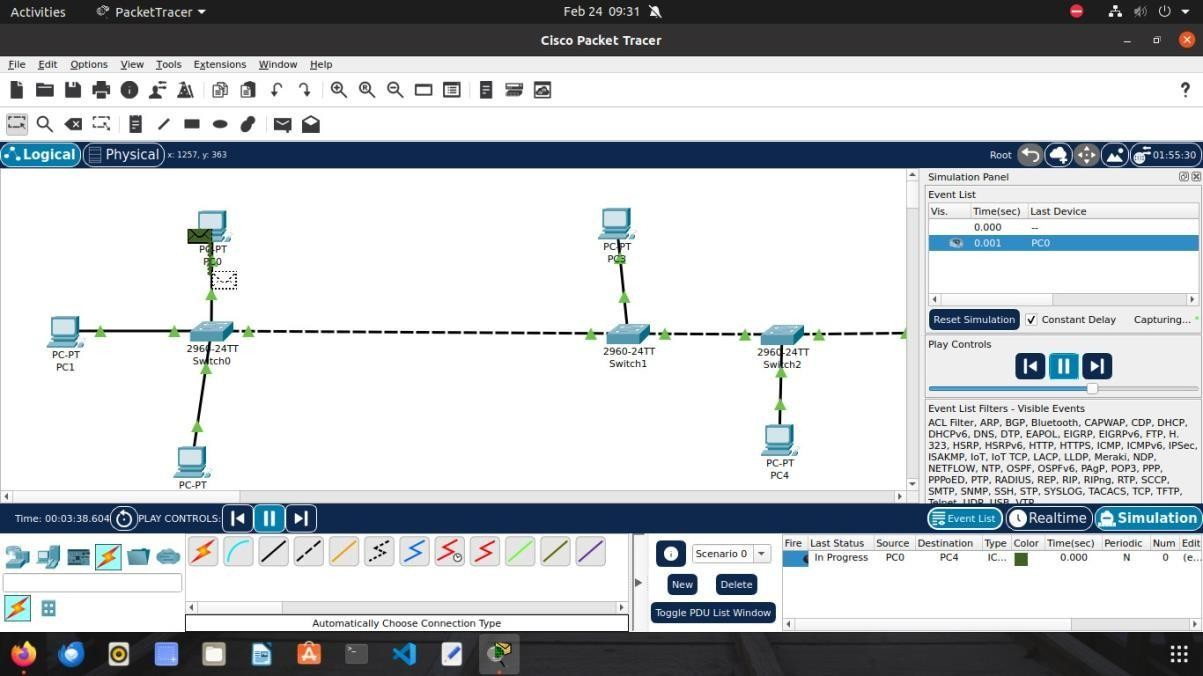 Activities PacketTracer Feb 24 09:31
Cisco Packet Tracer
File Edit Options View Tools Extensions Window Help
?
Logical Physical x: 1257, y: 363 Root 01:55:30
Simulation Panel
Event List
Vis. Time(sec) Last Device
0.000 --
0.001 PC0
Reset Simulation Constant Delay Capturing...
Play Controls
Event List Filters - Visible Events
ACL Filter, ARP, BGP, Bluetooth, CAPWAP, CDP, DHCP,
DHCPv6, DNS, DTP, EAPOL, EIGRP, EIGRPv6, FTP, H.
323, HSRP, HSRPv6, HTTP, HTTPS, ICMP, ICMPv6, IPSec,
ISAKMP, IoT, IoT TCP, LACP, LLDP, Meraki, NDP,
NETFLOW, NTP, OSPF, OSPFv6, PAgP, POP3, PPP,
PPPoED, PTP, RADIUS, REP, RIP, RIPng, RTP, SCCP,
SMTP, SNMP, SSH, STP, SYSLOG, TACACS, TCP, TFTP,
Telnet, UDP, USB, VTP
PC-PT
PC0
PC-PT
PC3
PC-PT
PC1
2960-24TT
Switch0
2960-24TT
Switch1
2960-24TT
Switch2
PC-PT
PC-PT
PC4
Time: 00:03:38.604 PLAY CONTROLS: Event List Realtime Simulation
Scenario 0
New Delete
Toggle PDU List Window
Fire Last Status Source Destination Type Color Time(sec) Periodic Num Edit
In Progress PC0 PC4 IC... 0.000 N 0 (e...
Automatically Choose Connection Type